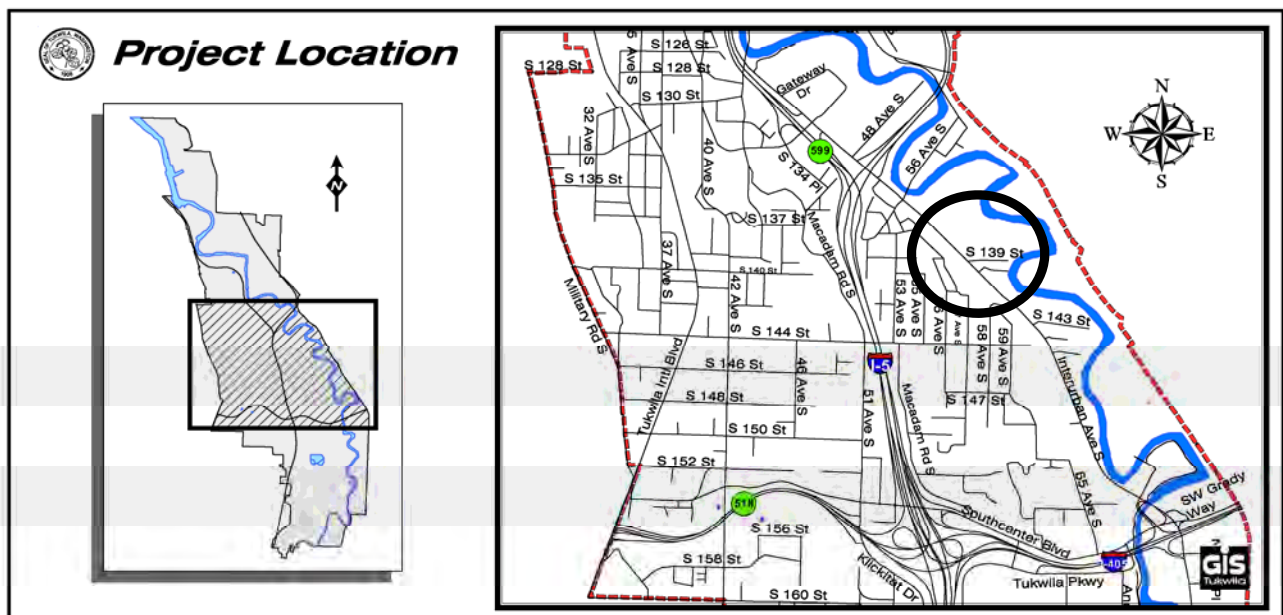 Project Location
N
N
W
E
S
S 126 St
S 128 St
S 128 St
S 130 St
Gateway
Dr
48 Ave S
32 Ave S
40 Ave S
599
S 134 Pl
56 Ave S
S 135 St
S 137 St
Macadam Rd S
37 Ave S
S 139 St
S 140 St
53 Ave S
55 Ave S
Military Rd S
42 Ave S
S 143 St
S 144 St
58 Ave S
59 Ave S
Interurban Ave S
S 146 St
I-5
46 Ave S
Tukwila Intl Blvd
S 148 St
51 Ave S
Macadam Rd S
S 147 St
S 150 St
S 152 St
65 Ave S
SW Grady
Way
518
S 156 St
Southcenter Blvd
S 158 St
Klickitat Dr
I-405
Tukwila Pkwy
S 160 St
GIS
Tukwila